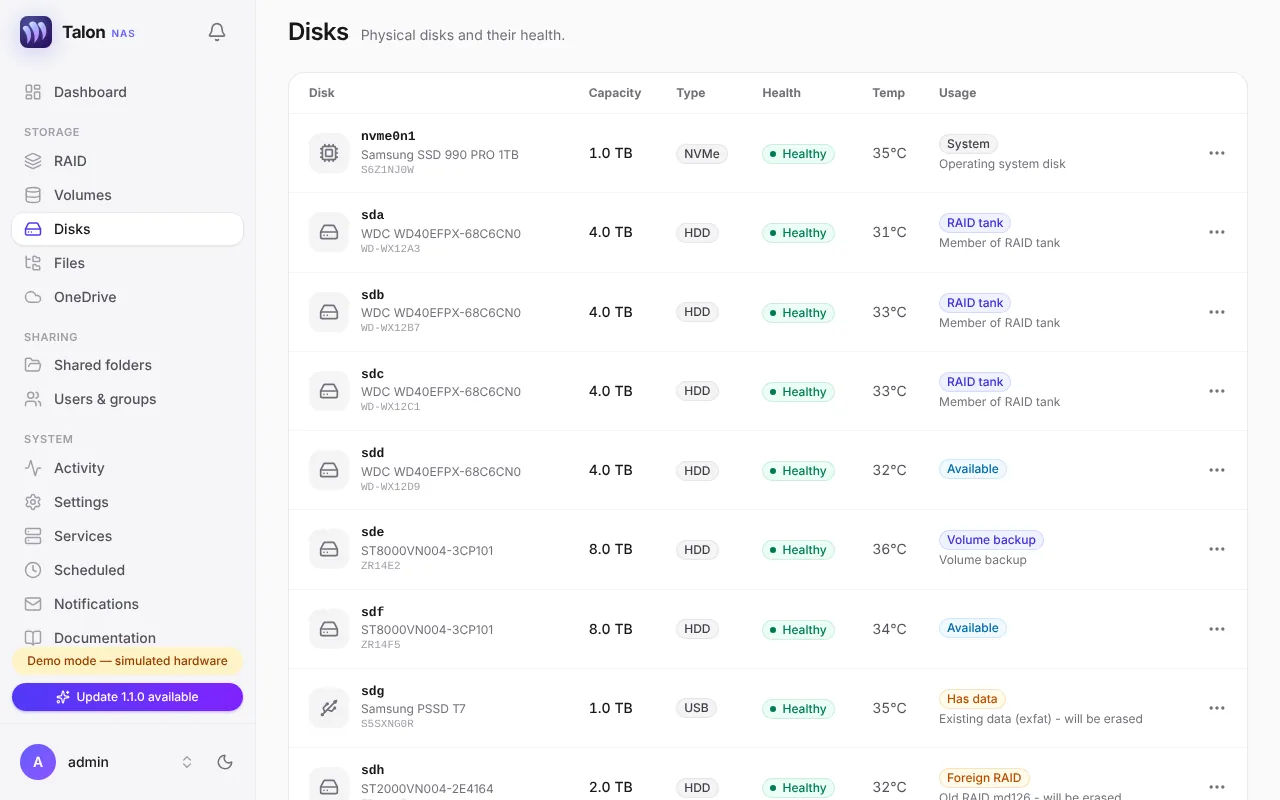 Talon NAS
Dashboard
STORAGE
RAID
Volumes
Disks
Files
OneDrive
SHARING
Shared folders
Users & groups
SYSTEM
Activity
Settings
Services
Scheduled
Notifications
Documentation
Demo mode — simulated hardware
Update 1.1.0 available
A admin
Disks Physical disks and their health.
Disk Capacity Type Health Temp Usage
nvme0n1
Samsung SSD 990 PRO 1TB
S6Z1NJ0W
1.0 TB NVMe Healthy 35°C
System
Operating system disk
sda
WDC WD40EFPX-68C6CN0
WD-WX12A3
4.0 TB HDD Healthy 31°C
RAID tank
Member of RAID tank
sdb
WDC WD40EFPX-68C6CN0
WD-WX12B7
4.0 TB HDD Healthy 33°C
RAID tank
Member of RAID tank
sdc
WDC WD40EFPX-68C6CN0
WD-WX12C1
4.0 TB HDD Healthy 33°C
RAID tank
Member of RAID tank
sdd
WDC WD40EFPX-68C6CN0
WD-WX12D9
4.0 TB HDD Healthy 32°C
Available
sde
ST8000VN004-3CP101
ZR14E2
8.0 TB HDD Healthy 36°C
Volume backup
Volume backup
sdf
ST8000VN004-3CP101
ZR14F5
8.0 TB HDD Healthy 34°C
Available
sdg
Samsung PSSD T7
S5SXNG0R
1.0 TB USB Healthy 35°C
Has data
Existing data (exfat) - will be erased
sdh
ST2000VN004-2E4164
2.0 TB HDD Healthy 32°C
Foreign RAID
Old RAID md126 - will be erased